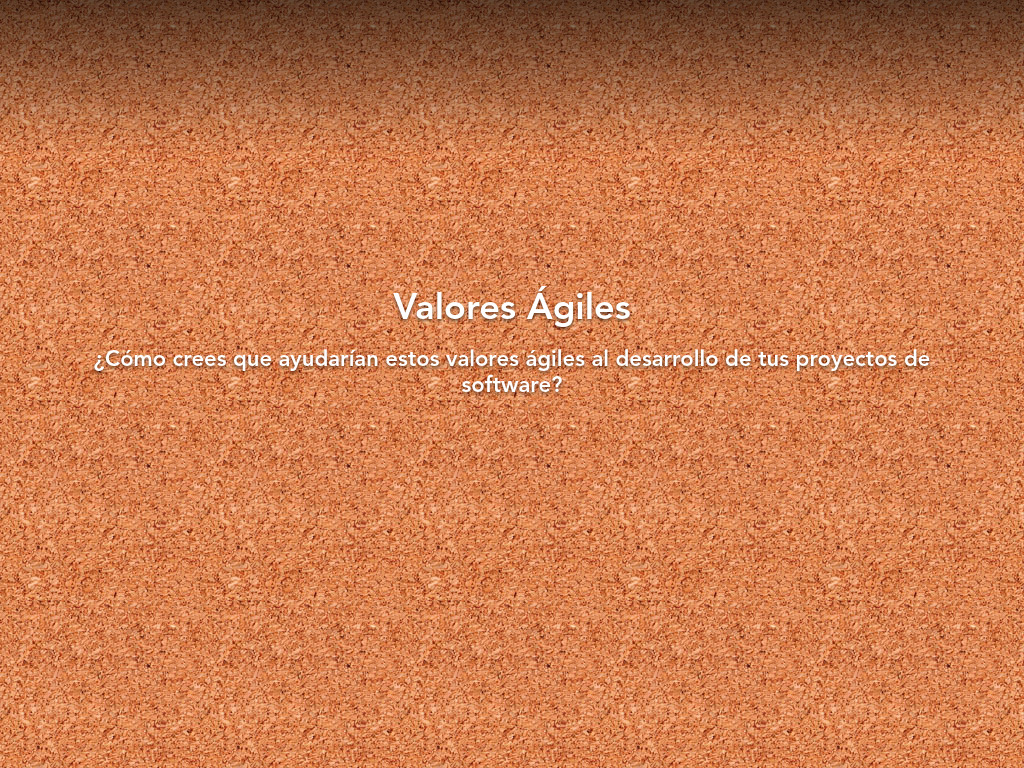 Valores Ágiles
¿Cómo crees que ayudarían estos valores ágiles al desarrollo de tus proyectos de
software?